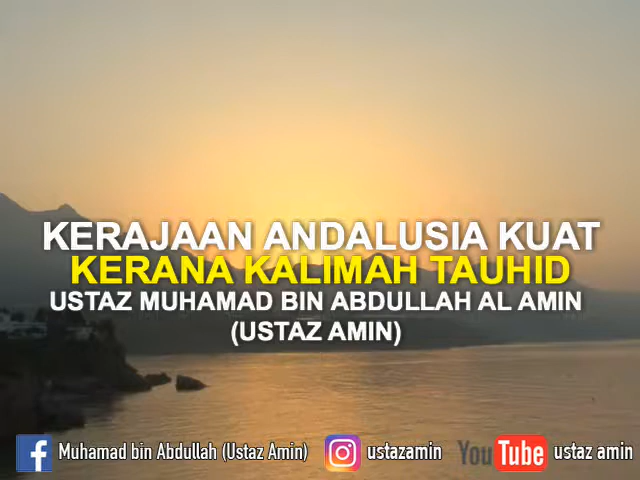 KERAJAAN ANDALUSIA KUAT
KERANA KALIMAH TAUHID
USTAZ MUHAMAD BIN ABDULLAH AL AMIN
(USTAZ AMIN)
Muhamad bin Abdullah (Ustaz Amin) ustazamin YouTube ustaz amin